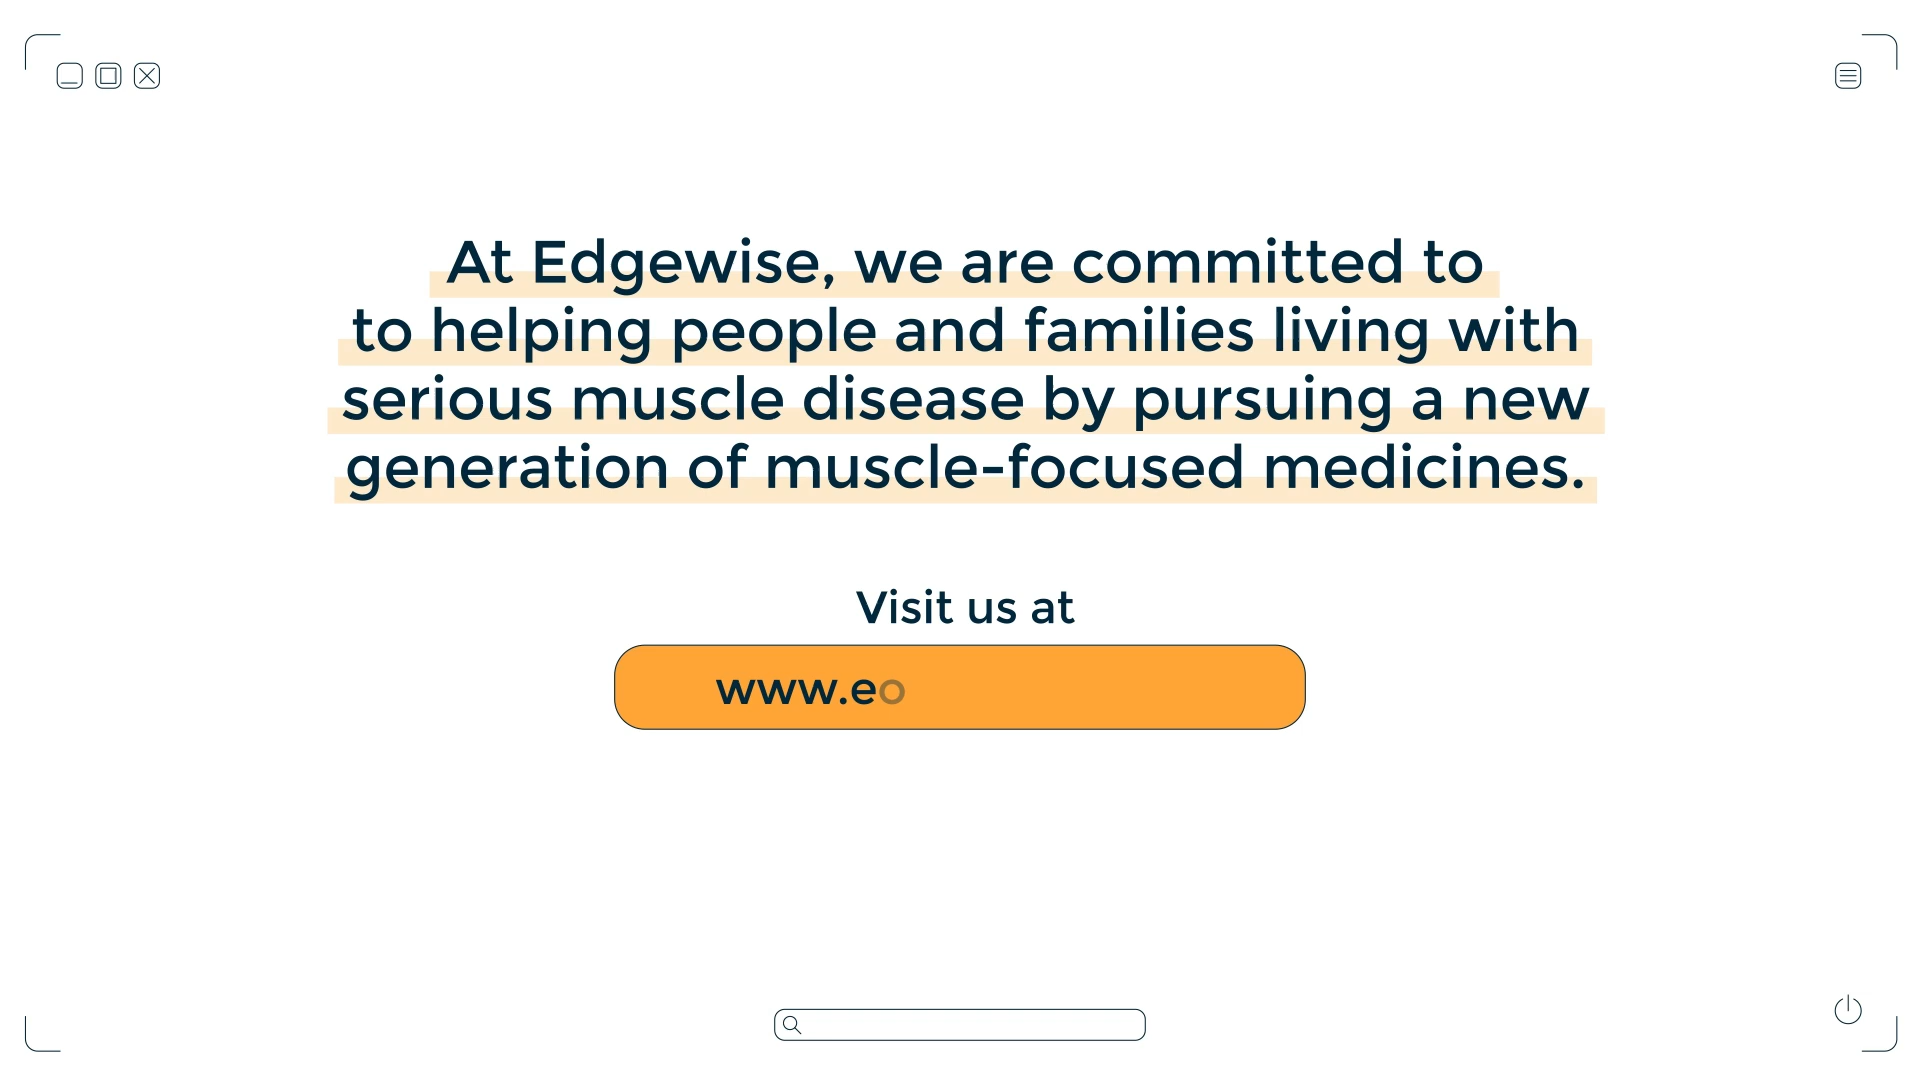 At Edgewise, we are committed to
to helping people and families living with
serious muscle disease by pursuing a new
generation of muscle-focused medicines.
Visit us at
www.eo